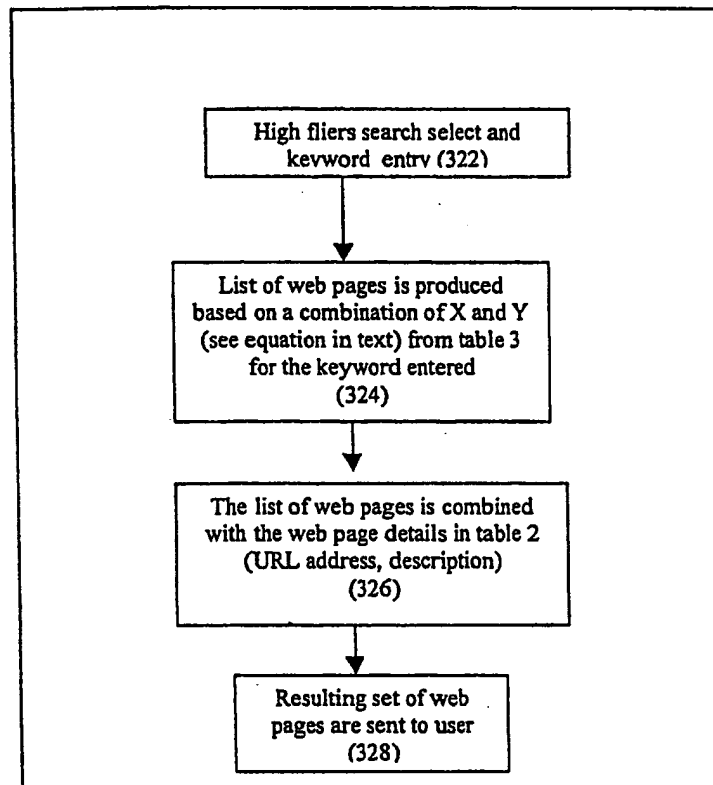 High fliers search select and
keyword entry (322)
List of web pages is produced
based on a combination of X and Y
(see equation in text) from table 3
for the keyword entered
(324)
The list of web pages is combined
with the web page details in table 2
(URL address, description)
(326)
Resulting set of web
pages are sent to user
(328)